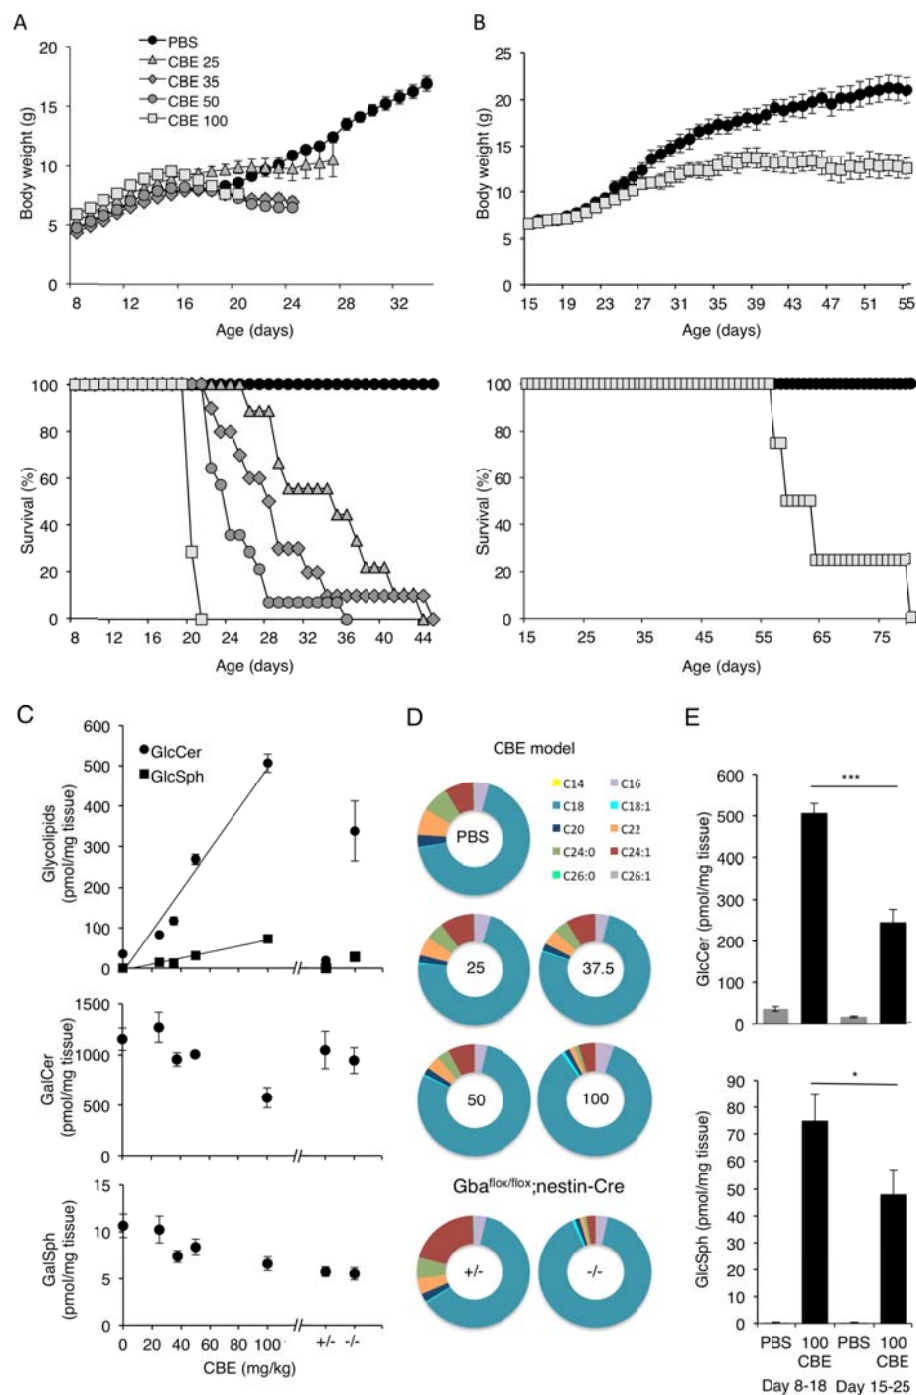 A
PBS
CBE 25
CBE 35
CBE 50
CBE 100
20
15
10
5
0
Body weight (g)
8 12 16 20 24 28 32
Age (days)
B
25
20
15
10
5
0
Body weight (g)
15 19 23 27 31 35 39 43 47 51 55
Age (days)
100
80
60
40
20
0
Survival (%)
8 12 16 20 24 28 32 36 40 44
Age (days)
100
80
60
40
20
0
Survival (%)
15 25 35 45 55 65 75
Age (days)
C
600
500
400
300
200
100
0
Glycolipids
(pmol/mg tissue)
GlcCer
GlcSph
1500
1000
500
0
GalCer
(pmol/mg tissue)
15
10
5
0
GalSph
(pmol/mg tissue)
0 20 40 60 80 100 +/- -/-
CBE (mg/kg)
D
CBE model
PBS
C14 C16
C18 C18:1
C20 C22
C24:0 C24:1
C26:0 C26:1
25 37.5
50 100
Gba flox/flox;nestin-Cre
+/- -/-
E
600
500
400
300
200
100
0
GlcCer (pmol/mg tissue)
***
90
80
70
60
50
40
30
20
10
0
GlcSph (pmol/mg tissue)
*
PBS 100 PBS 100
CBE CBE
Day 8-18 Day 15-25